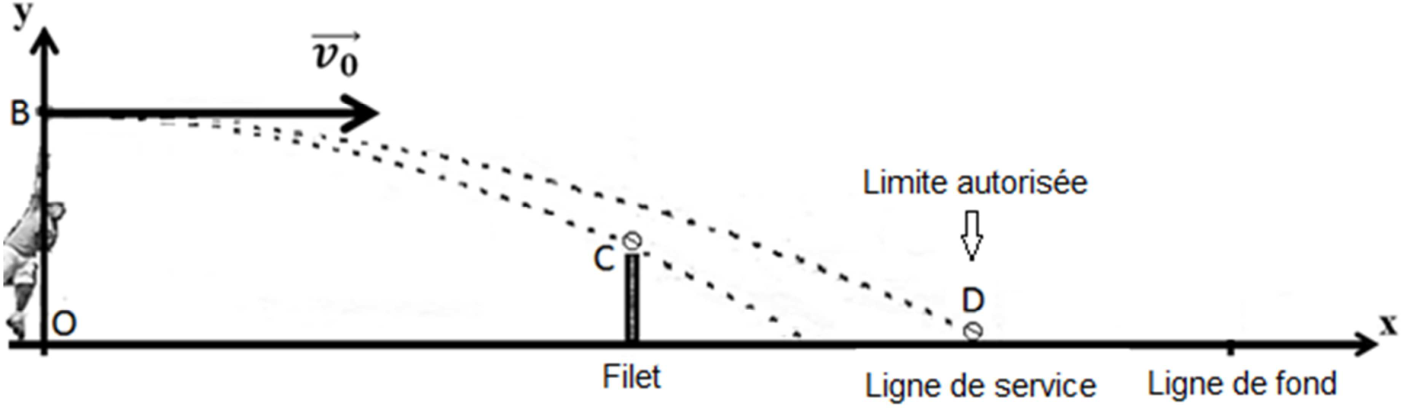 y
v₀
B
Limite autorisée
C
D
O
x
Filet
Ligne de service
Ligne de fond